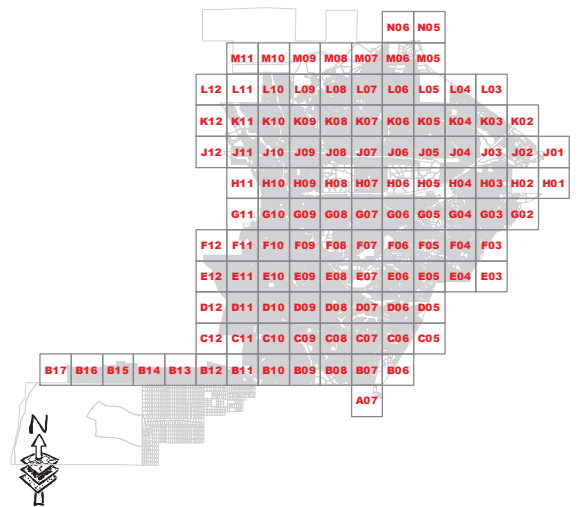 N06 N05
M11 M10 M09 M08 M07 M06 M05
L12 L11 L10 L09 L08 L07 L06 L05 L04 L03
K12 K11 K10 K09 K08 K07 K06 K05 K04 K03 K02
J12 J11 J10 J09 J08 J07 J06 J05 J04 J03 J02 J01
H11 H10 H09 H08 H07 H06 H05 H04 H03 H02 H01
G11 G10 G09 G08 G07 G06 G05 G04 G03 G02
F12 F11 F10 F09 F08 F07 F06 F05 F04 F03
E12 E11 E10 E09 E08 E07 E06 E05 E04 E03
D12 D11 D10 D09 D08 D07 D06 D05
C12 C11 C10 C09 C08 C07 C06 C05
B17 B16 B15 B14 B13 B12 B11 B10 B09 B08 B07 B06
A07
N